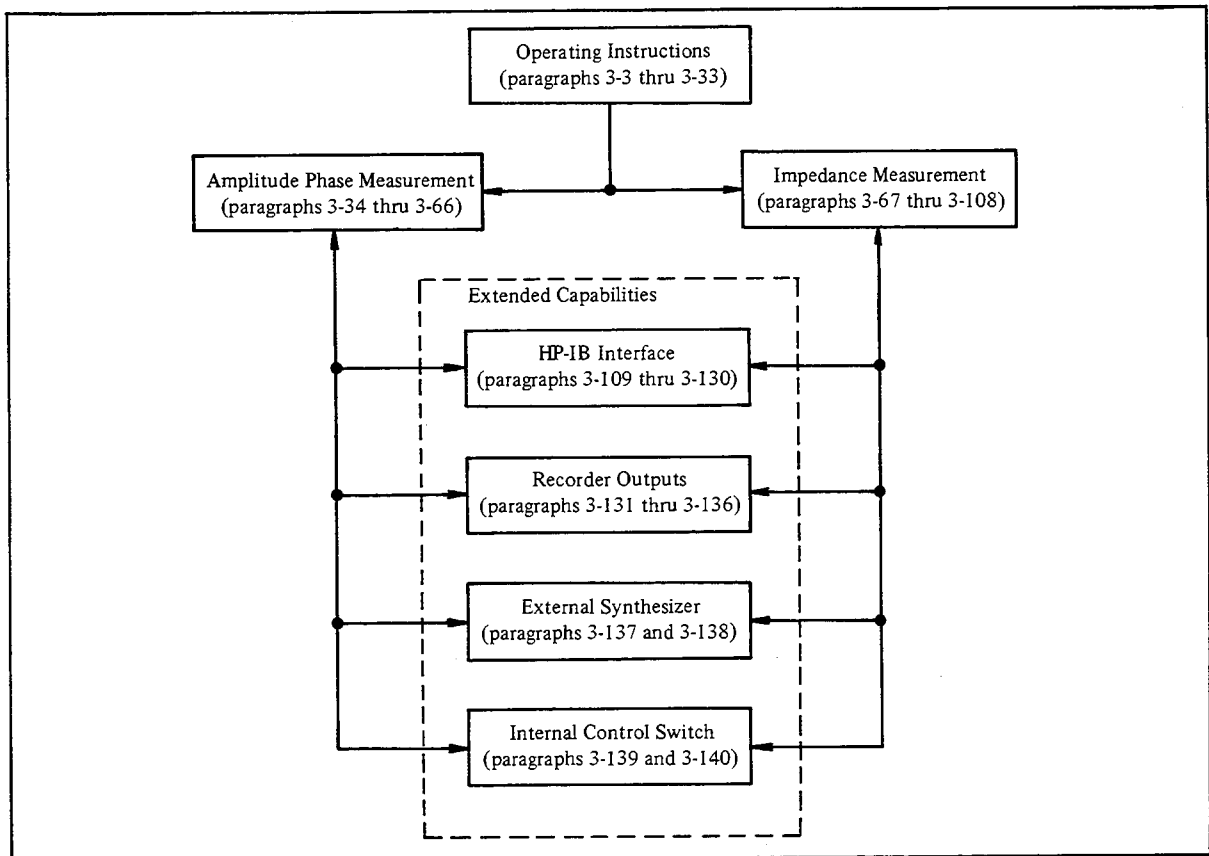 Operating Instructions
(paragraphs 3-3 thru 3-33)
Amplitude Phase Measurement
(paragraphs 3-34 thru 3-66)
Impedance Measurement
(paragraphs 3-67 thru 3-108)
Extended Capabilities
HP-IB Interface
(paragraphs 3-109 thru 3-130)
Recorder Outputs
(paragraphs 3-131 thru 3-136)
External Synthesizer
(paragraphs 3-137 and 3-138)
Internal Control Switch
(paragraphs 3-139 and 3-140)